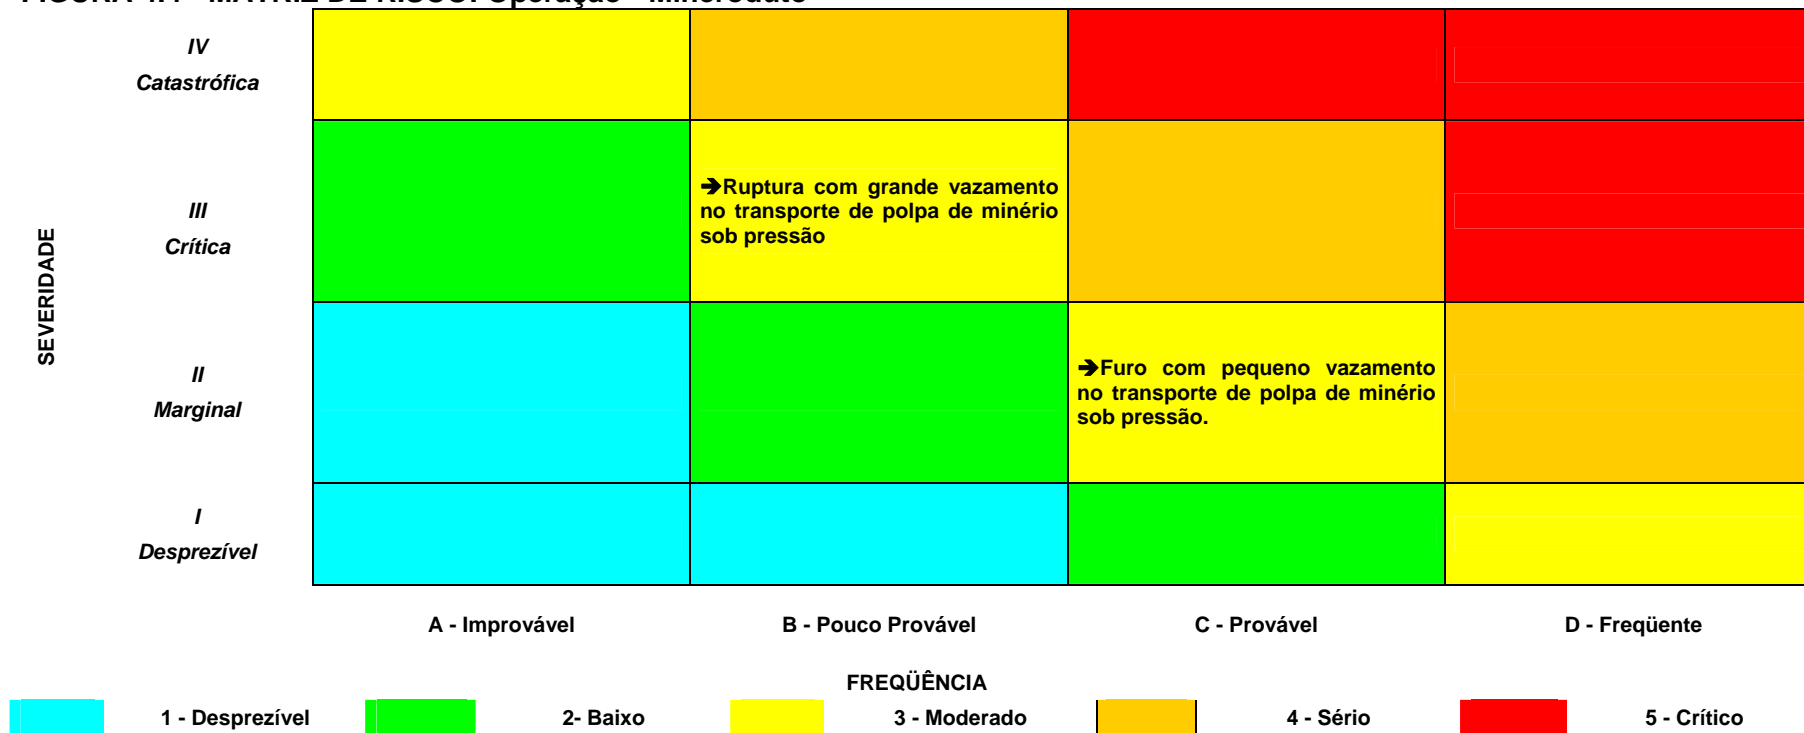 IV
Catastrófica
➔Ruptura com grande vazamento
no transporte de polpa de minério
sob pressão
III
Crítica
SEVERIDADE
➔Furo com pequeno vazamento
no transporte de polpa de minério
sob pressão.
II
Marginal
I
Desprezível
A - Improvável
B - Pouco Provável
C - Provável
D - Freqüente
FREQÜÊNCIA
1 - Desprezível
2- Baixo
3 - Moderado
4 - Sério
5 - Crítico